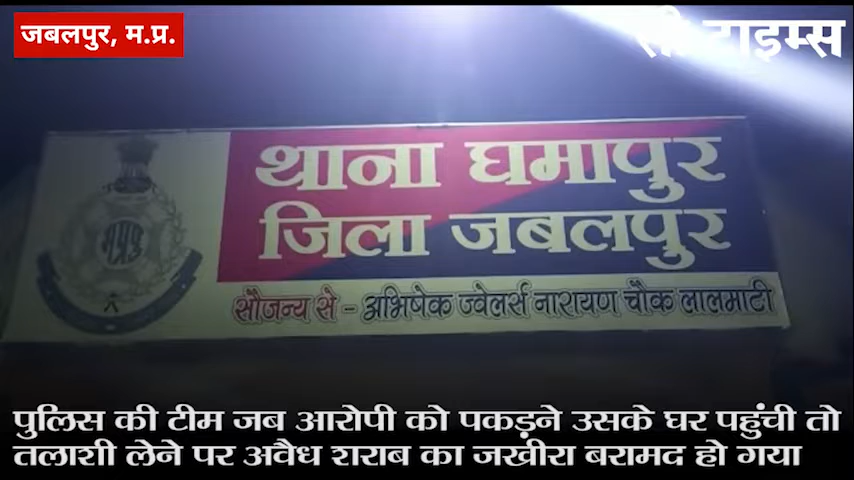 जबलपुर, म.प्र.
टाइम्स
थाना घमापुर
जिला जबलपुर
सौजन्य से - अभिषेक ज्वेलर्स नारायण चौक लालमाटी
पुलिस की टीम जब आरोपी को पकड़ने उसके घर पहुंची तो
तलाशी लेने पर अवैध शराब का जखीरा बरामद हो गया